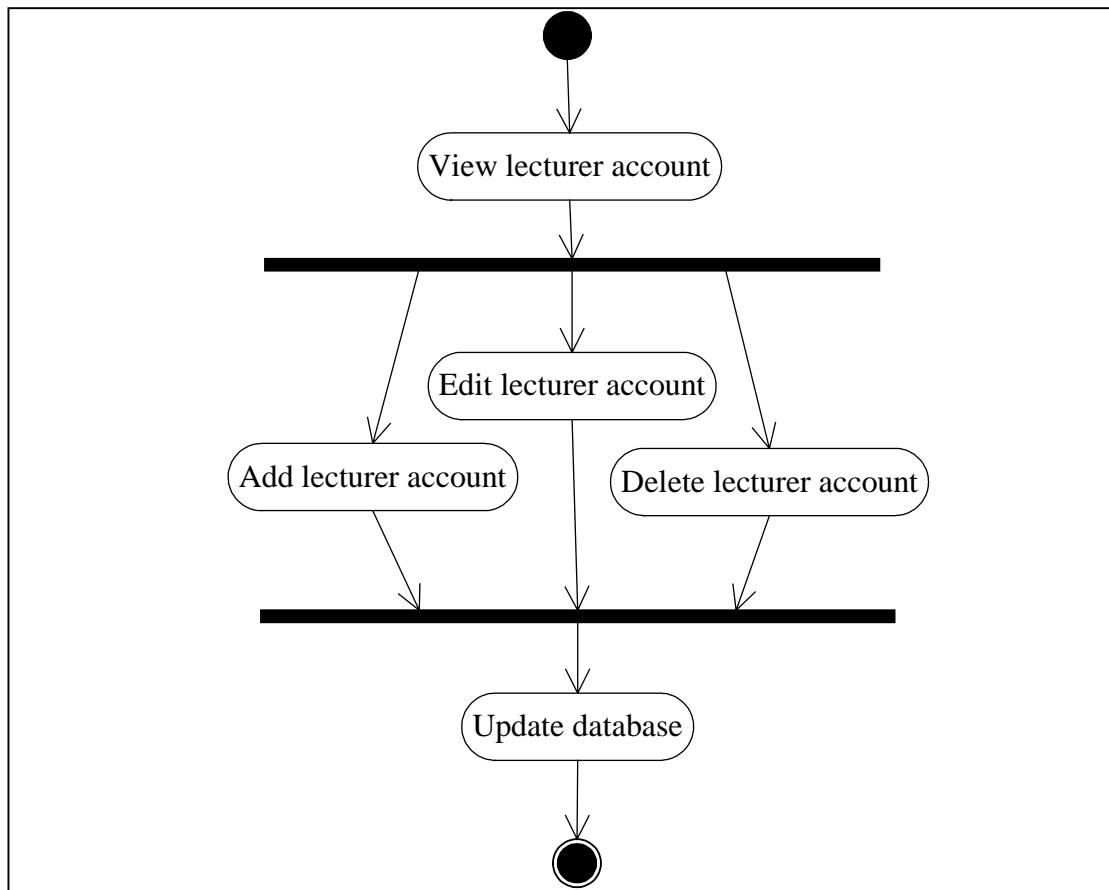 View lecturer account
Edit lecturer account
Add lecturer account
Delete lecturer account
Update database